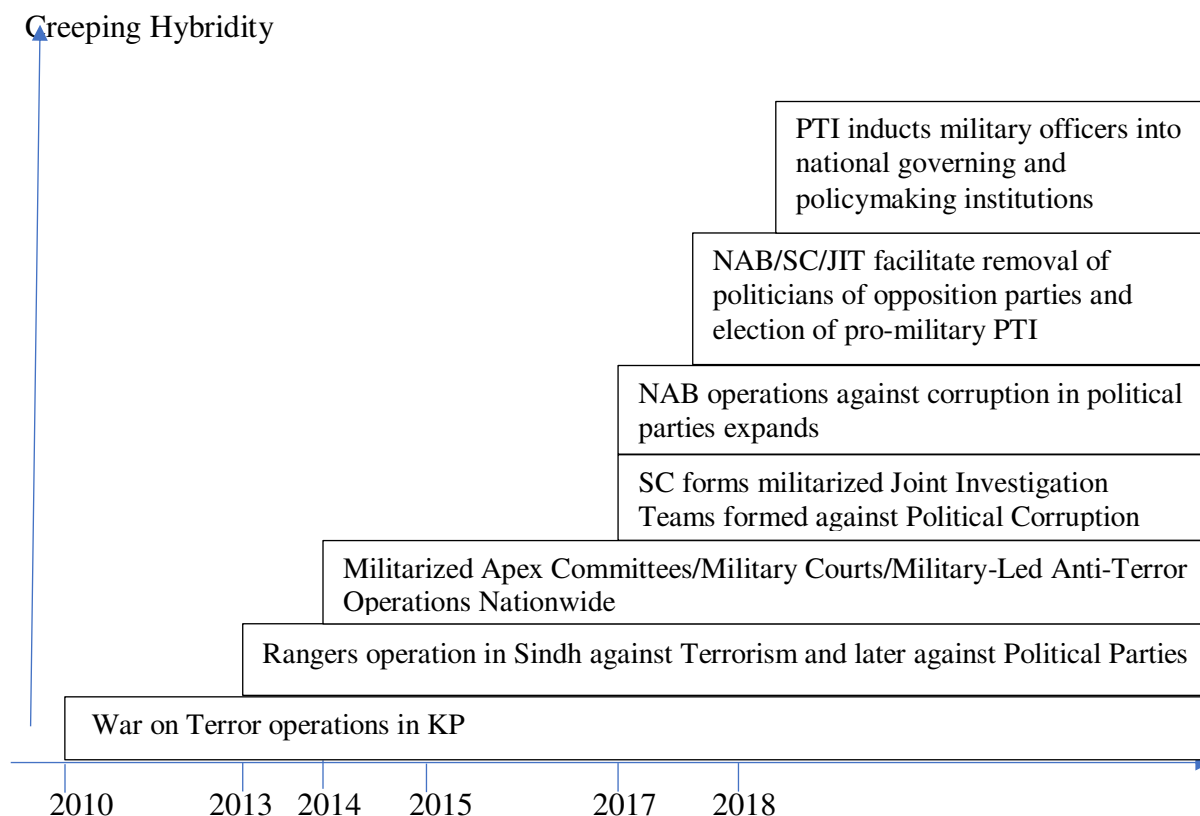 Creeping Hybridity
PTI inducts military officers into
national governing and
policymaking institutions
NAB/SC/JIT facilitate removal of
politicians of opposition parties and
election of pro-military PTI
NAB operations against corruption in political
parties expands
SC forms militarized Joint Investigation
Teams formed against Political Corruption
Militarized Apex Committees/Military Courts/Military-Led Anti-Terror
Operations Nationwide
Rangers operation in Sindh against Terrorism and later against Political Parties
War on Terror operations in KP
2010 2013 2014 2015 2017 2018